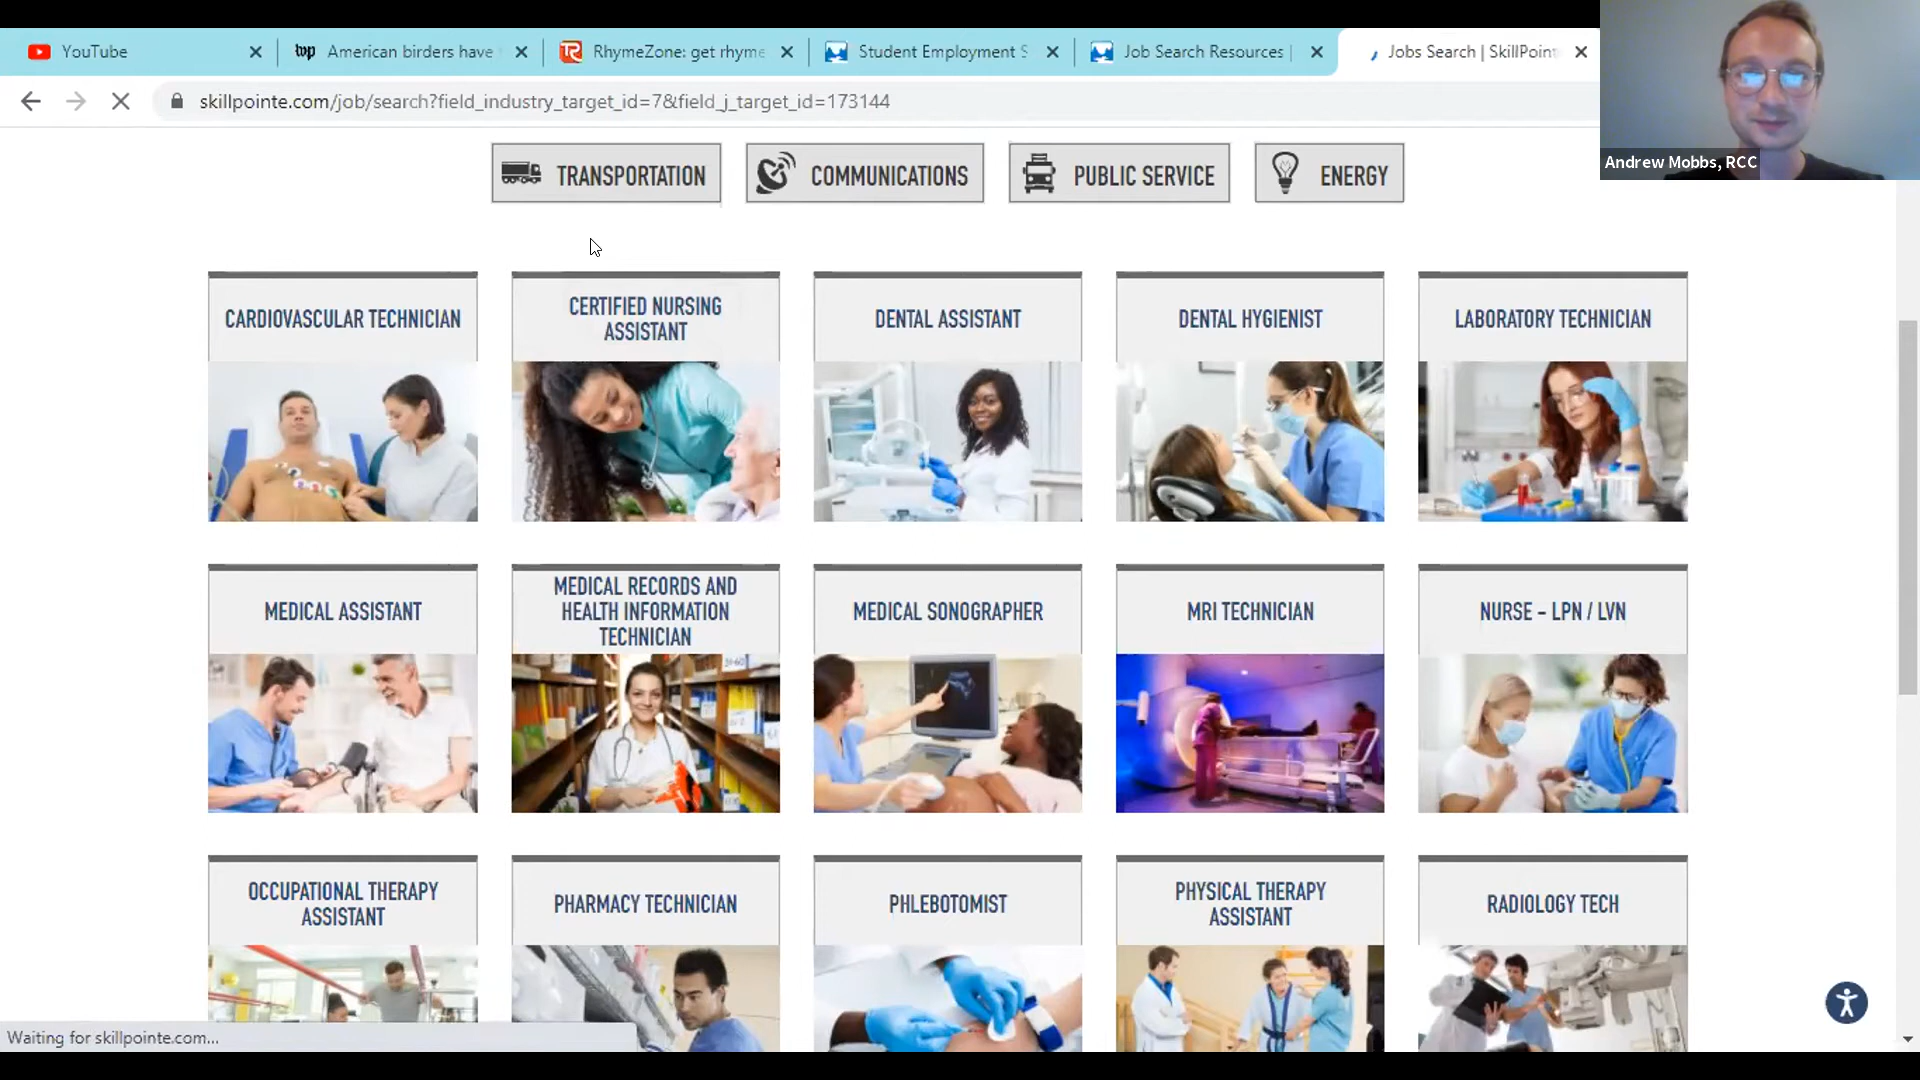 YouTube
wp American birders have
RhymeZone: get rhyme
Student Employment S
Job Search Resources |
Jobs Search | SkillPoint
skillpointe.com/job/search?field_industry_target_id=7&field_j_target_id=173144
Andrew Mobbs, RCC
TRANSPORTATION
COMMUNICATIONS
PUBLIC SERVICE
ENERGY
CARDIOVASCULAR TECHNICIAN
CERTIFIED NURSING
ASSISTANT
DENTAL ASSISTANT
DENTAL HYGIENIST
LABORATORY TECHNICIAN
MEDICAL ASSISTANT
MEDICAL RECORDS AND
HEALTH INFORMATION
TECHNICIAN
MEDICAL SONOGRAPHER
MRI TECHNICIAN
NURSE - LPN / LVN
OCCUPATIONAL THERAPY
ASSISTANT
PHARMACY TECHNICIAN
PHLEBOTOMIST
PHYSICAL THERAPY
ASSISTANT
RADIOLOGY TECH
Waiting for skillpointe.com...